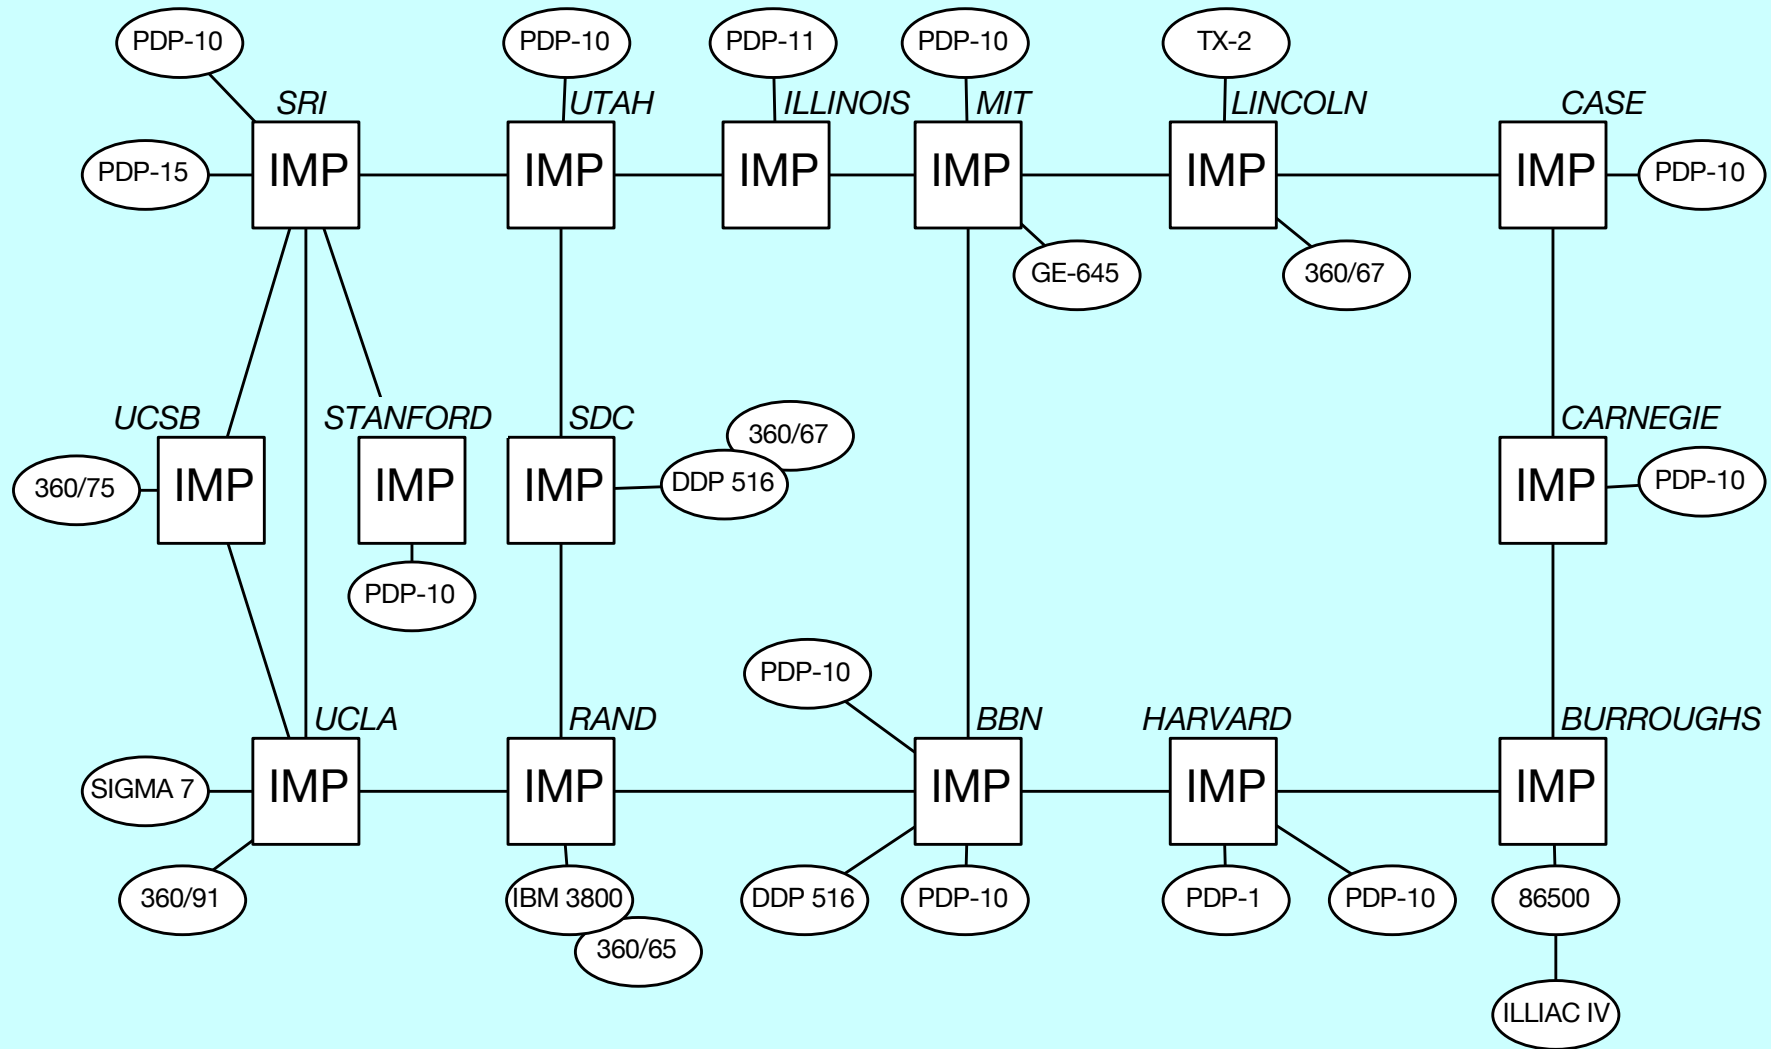 PDP-10
PDP-10
PDP-11
PDP-10
TX-2
SRI
UTAH
ILLINOIS
MIT
LINCOLN
CASE
PDP-15
IMP
IMP
IMP
IMP
IMP
IMP
PDP-10
GE-645
360/67
UCSB
STANFORD
SDC
360/67
CARNEGIE
360/75
IMP
IMP
IMP
DDP 516
IMP
PDP-10
PDP-10
PDP-10
UCLA
RAND
BBN
HARVARD
BURROUGHS
SIGMA 7
IMP
IMP
IMP
IMP
IMP
360/91
IBM 3800
DDP 516
PDP-10
PDP-1
PDP-10
86500
360/65
ILLIAC IV